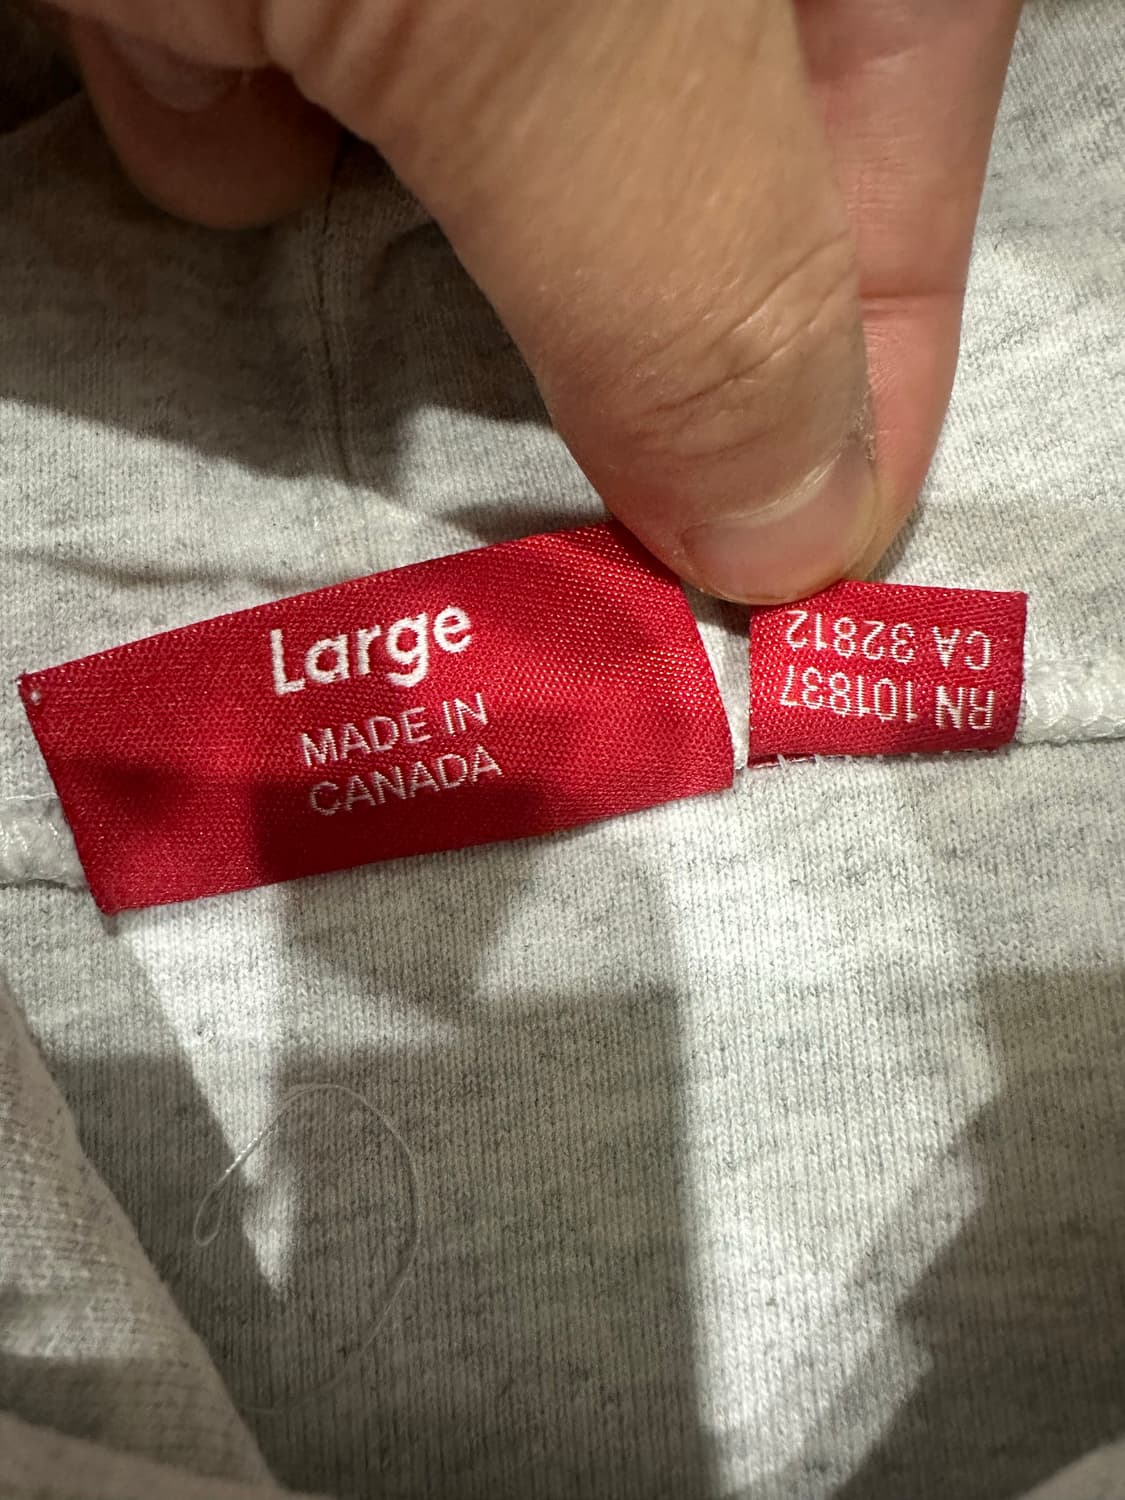 Large
MADE IN
CANADA
RN 101837
CA 32812